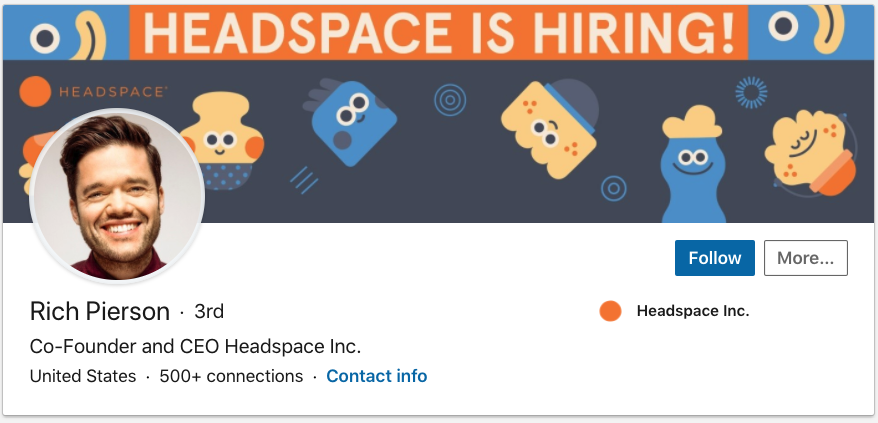 HEADSPACE IS HIRING!
HEADSPACE
Follow
More...
Rich Pierson · 3rd
Headspace Inc.
Co-Founder and CEO Headspace Inc.
United States · 500+ connections · Contact info